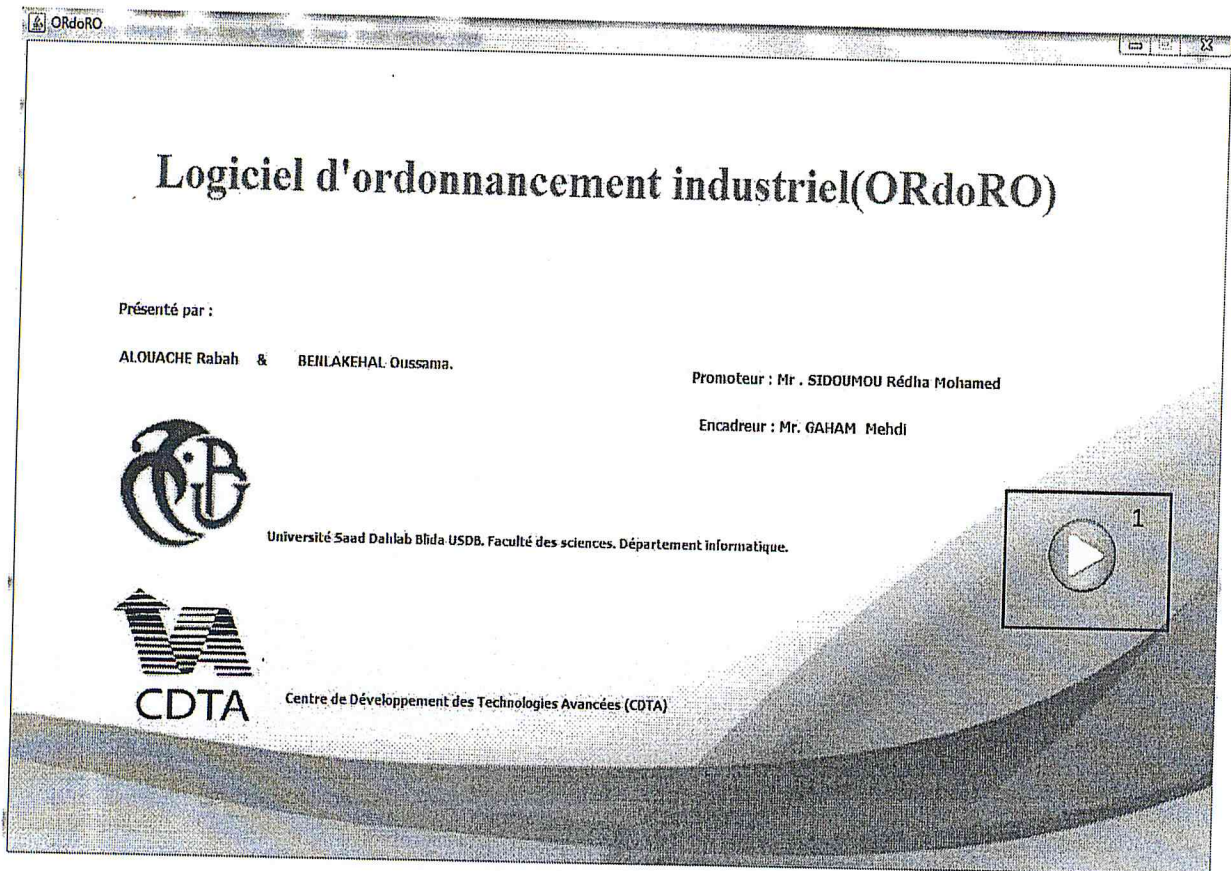 ORdoRO
Logiciel d'ordonnancement industriel(ORdoRO)
Présenté par :
ALOUACHE Rabah & BENLAKEHAL Oussama.
Promoteur : Mr . SIDOUMOU Rédha Mohamed
Encadreur : Mr. GAHAM Mehdi
1
Université Saad Dahlab Blida USDB. Faculté des sciences. Département informatique.
CDTA
Centre de Développement des Technologies Avancées (CDTA)